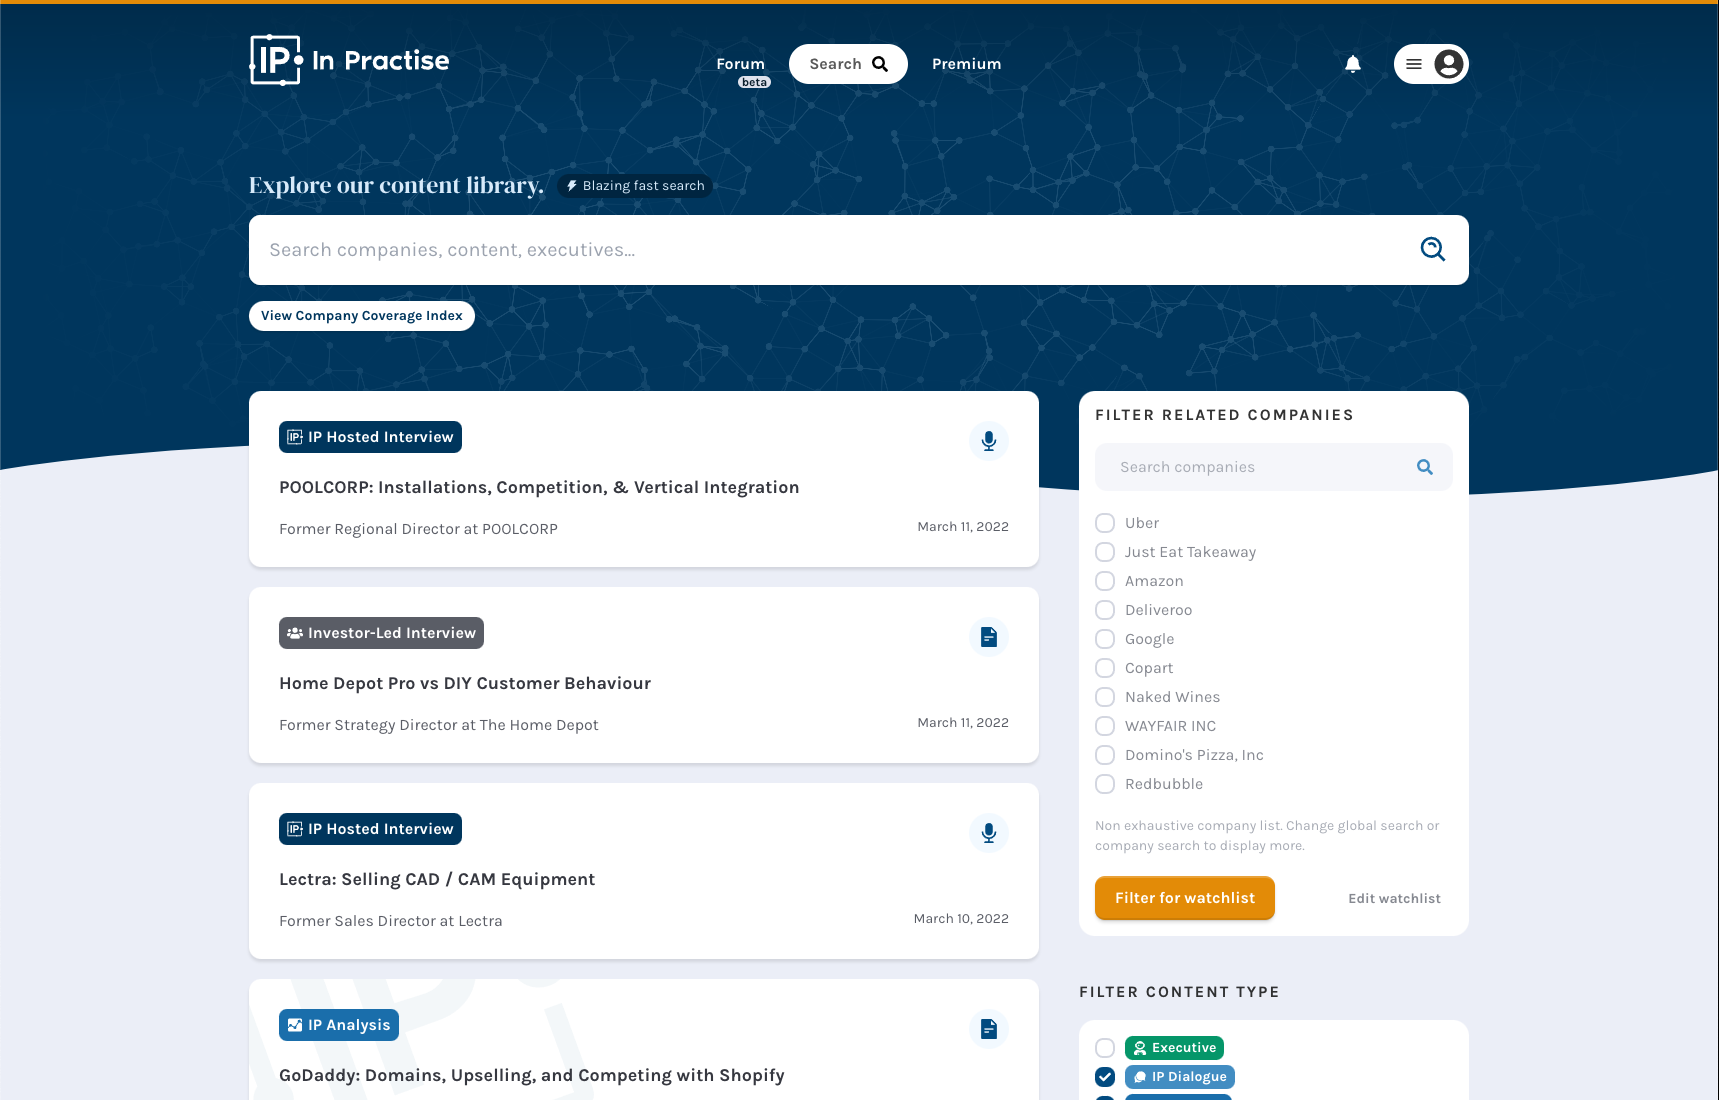 IP In Practise
Forum
beta
Search
Premium
Explore our content library.
Blazing fast search
Search companies, content, executives...
View Company Coverage Index
IP IP Hosted Interview
POOLCORP: Installations, Competition, & Vertical Integration
Former Regional Director at POOLCORP
March 11, 2022
Investor-Led Interview
Home Depot Pro vs DIY Customer Behaviour
Former Strategy Director at The Home Depot
March 11, 2022
IP IP Hosted Interview
Lectra: Selling CAD / CAM Equipment
Former Sales Director at Lectra
March 10, 2022
IP
IP Analysis
GoDaddy: Domains, Upselling, and Competing with Shopify
FILTER RELATED COMPANIES
Search companies
Uber
Just Eat Takeaway
Amazon
Deliveroo
Google
Copart
Naked Wines
WAYFAIR INC
Domino's Pizza, Inc
Redbubble
Non exhaustive company list. Change global search or
company search to display more.
Filter for watchlist
Edit watchlist
FILTER CONTENT TYPE
Executive
IP Dialogue